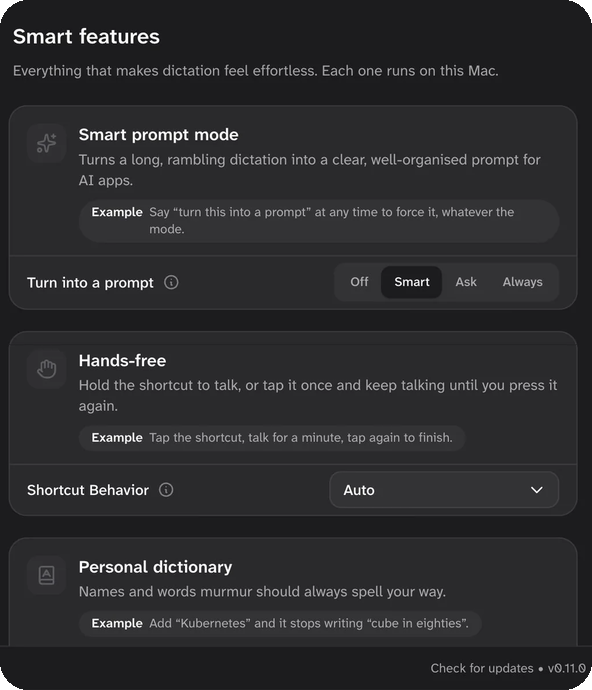 Smart features
Everything that makes dictation feel effortless. Each one runs on this Mac.
Smart prompt mode
Turns a long, rambling dictation into a clear, well-organised prompt for
AI apps.
Example Say “turn this into a prompt” at any time to force it, whatever the
mode.
Turn into a prompt Off Smart Ask Always
Hands-free
Hold the shortcut to talk, or tap it once and keep talking until you press it
again.
Example Tap the shortcut, talk for a minute, tap again to finish.
Shortcut Behavior Auto
Personal dictionary
Names and words murmur should always spell your way.
Example Add “Kubernetes” and it stops writing “cube in eighties”.
Check for updates • v0.11.0